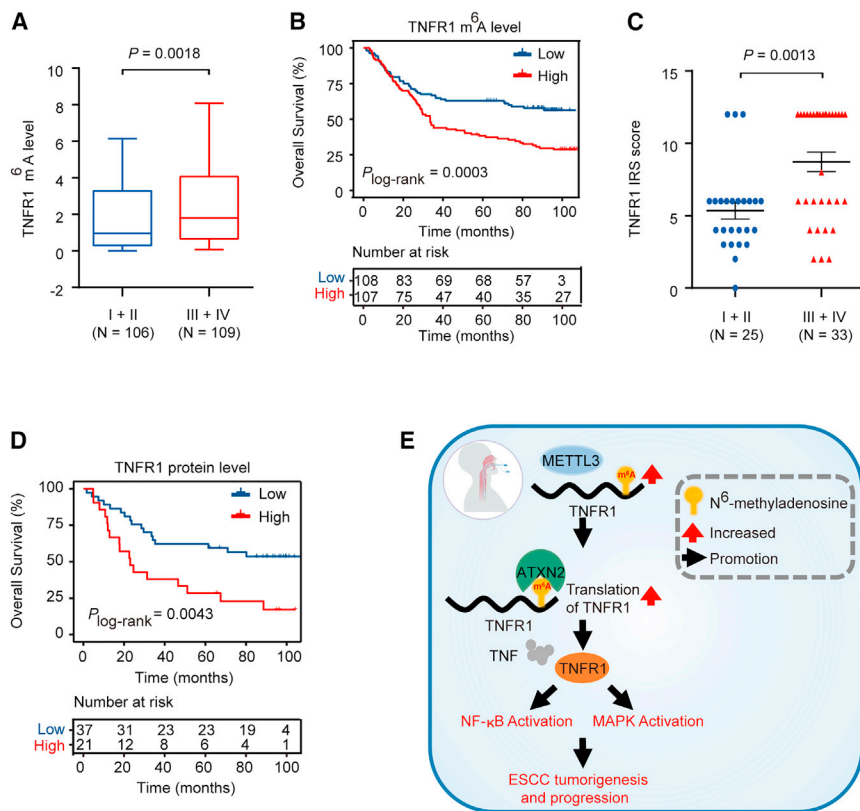 A
P = 0.0018
TNFR1 m6A level
10
8
6
4
2
0
-2
I + II
(N = 106)
III + IV
(N = 109)
B
TNFR1 m6A level
Low
High
Overall Survival (%)
100
75
50
25
0
Plog-rank = 0.0003
0 20 40 60 80 100
Time (months)
Number at risk
Low 108 83 69 68 57 3
High 107 75 47 40 35 27
0 20 40 60 80 100
Time (months)
C
P = 0.0013
TNFR1 IRS score
15
10
5
0
I + II
(N = 25)
III + IV
(N = 33)
D
TNFR1 protein level
Low
High
Overall Survival (%)
100
75
50
25
0
Plog-rank = 0.0043
0 20 40 60 80 100
Time (months)
Number at risk
Low 37 31 23 23 19 4
High 21 12 8 6 4 1
0 20 40 60 80 100
Time (months)
E
METTL3
m6A
TNFR1
N6-methyladenosine
Increased
Promotion
ATXN2
m6A
TNFR1
Translation
of TNFR1
TNF
TNFR1
NF-κB Activation
MAPK Activation
ESCC tumorigenesis
and progression